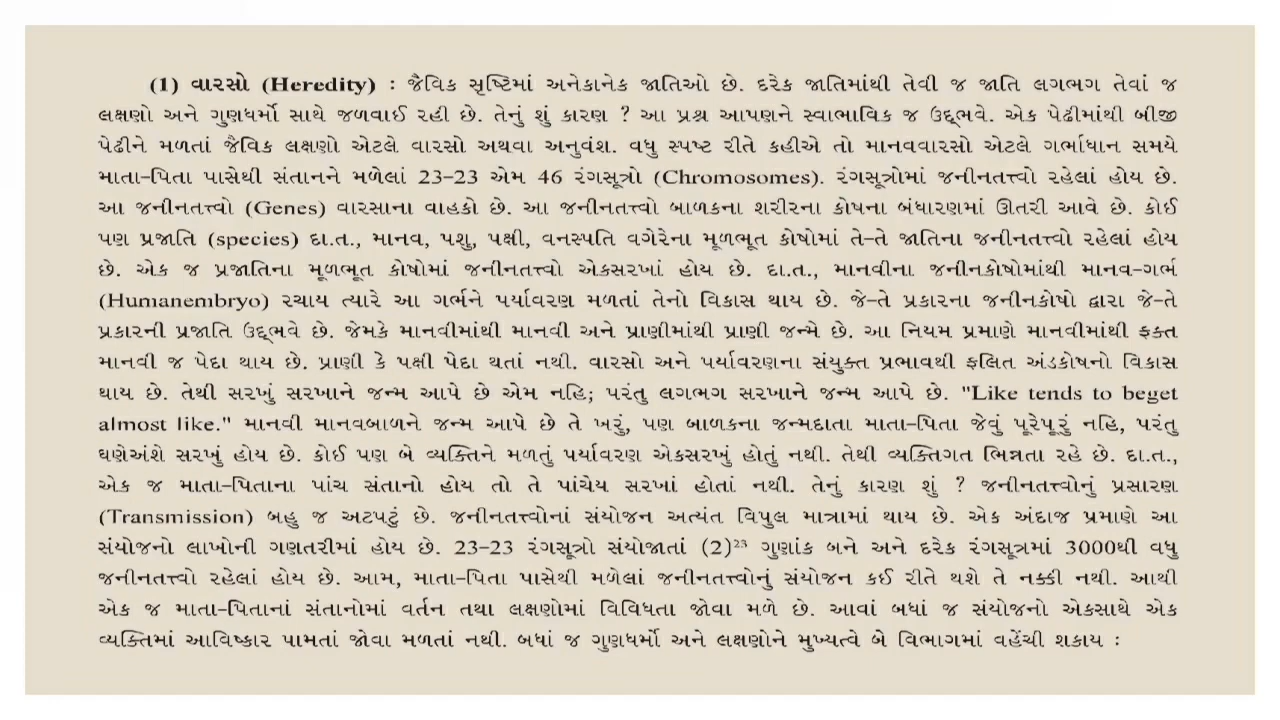 (1) વારસો (Heredity) : જૈવિક સૃષ્ટિમાં અનેકાનેક જાતિઓ છે. દરેક જાતિમાંથી તેવી જ જાતિ લગભગ તેવાં જ
લક્ષણો અને ગુણધર્મો સાથે જળવાઈ રહી છે. તેનું શું કારણ ? આ પ્રશ્ન આપણને સ્વાભાવિક જ ઉદ્ભવે. એક પેઢીમાંથી બીજી
પેઢીને મળતાં જૈવિક લક્ષણો એટલે વારસો અથવા અનુવંશ. વધુ સ્પષ્ટ રીતે કહીએ તો માનવવારસો એટલે ગર્ભાધાન સમયે
માતા-પિતા પાસેથી સંતાનને મળેલાં 23-23 એમ 46 રંગસૂત્રો (Chromosomes). રંગસૂત્રોમાં જનીનતત્ત્વો રહેલાં હોય છે.
આ જનીનતત્ત્વો (Genes) વારસાના વાહકો છે. આ જનીનતત્ત્વો બાળકના શરીરના કોષના બંધારણમાં ઊતરી આવે છે. કોઈ
પણ પ્રજાતિ (species) દા.ત., માનવ, પશુ, પક્ષી, વનસ્પતિ વગેરેના મૂળભૂત કોષોમાં તે-તે જાતિના જનીનતત્ત્વો રહેલાં હોય
છે. એક જ પ્રજાતિના મૂળભૂત કોષોમાં જનીનતત્ત્વો એકસરખાં હોય છે. દા.ત., માનવીના જનીનકોષોમાંથી માનવ-ગર્ભ
(Humanembryo) રચાય ત્યારે આ ગર્ભને પર્યાવરણ મળતાં તેનો વિકાસ થાય છે. જે-તે પ્રકારના જનીનકોષો દ્વારા જે-તે
પ્રકારની પ્રજાતિ ઉદ્ભવે છે. જેમકે માનવીમાંથી માનવી અને પ્રાણીમાંથી પ્રાણી જન્મે છે. આ નિયમ પ્રમાણે માનવીમાંથી ફક્ત
માનવી જ પેદા થાય છે. પ્રાણી કે પક્ષી પેદા થતાં નથી. વારસો અને પર્યાવરણના સંયુક્ત પ્રભાવથી ફલિત અંડકોષનો વિકાસ
થાય છે. તેથી સરખું સરખાને જન્મ આપે છે એમ નહિ; પરંતુ લગભગ સરખાને જન્મ આપે છે. "Like tends to beget
almost like." માનવી માનવબાળને જન્મ આપે છે તે ખરું, પણ બાળકના જન્મદાતા માતા-પિતા જેવું પૂરેપૂરું નહિ, પરંતુ
ઘણેઅંશે સરખું હોય છે. કોઈ પણ બે વ્યક્તિને મળતું પર્યાવરણ એકસરખું હોતું નથી. તેથી વ્યક્તિગત ભિન્નતા રહે છે. દા.ત.,
એક જ માતા-પિતાના પાંચ સંતાનો હોય તો તે પાંચેય સરખાં હોતાં નથી. તેનું કારણ શું ? જનીનતત્ત્વોનું પ્રસારણ
(Transmission) બહુ જ અટપટું છે. જનીનતત્ત્વોનાં સંયોજન અત્યંત વિપુલ માત્રામાં થાય છે. એક અંદાજ પ્રમાણે આ
સંયોજનો લાખોની ગણતરીમાં હોય છે. 23-23 રંગસૂત્રો સંયોજાતાં (2)²³ ગુણાંક બને અને દરેક રંગસૂત્રમાં 3000થી વધુ
જનીનતત્ત્વો રહેલાં હોય છે. આમ, માતા-પિતા પાસેથી મળેલાં જનીનતત્ત્વોનું સંયોજન કઈ રીતે થશે તે નક્કી નથી. આથી
એક જ માતા-પિતાનાં સંતાનોમાં વર્તન તથા લક્ષણોમાં વિવિધતા જોવા મળે છે. આવાં બધાં જ સંયોજનો એકસાથે એક
વ્યક્તિમાં આવિષ્કાર પામતાં જોવા મળતાં નથી. બધાં જ ગુણધર્મો અને લક્ષણોને મુખ્યત્વે બે વિભાગમાં વહેંચી શકાય :